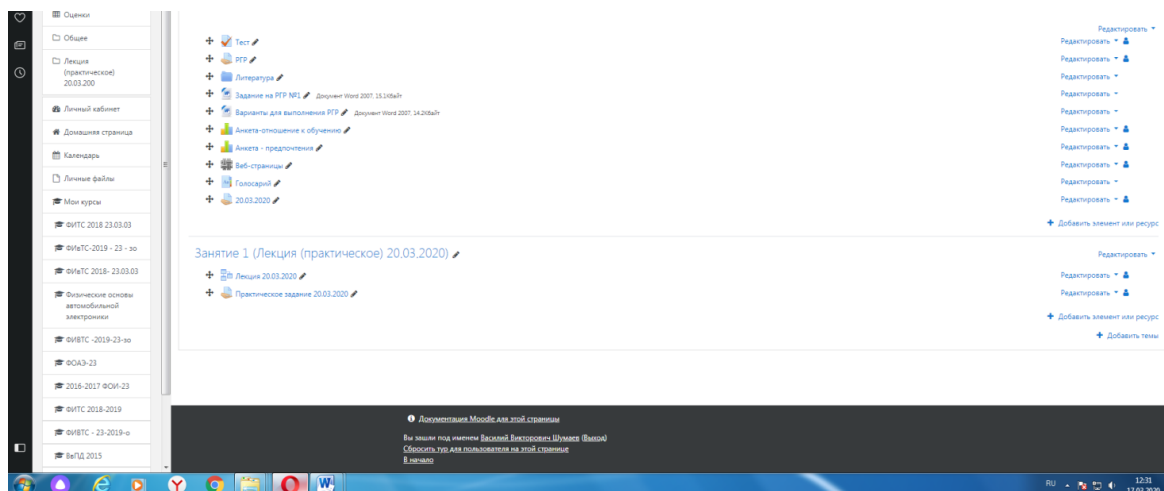 Оценки
Общее
Лекция
(практическое)
20.03.200
Личный кабинет
Домашняя страница
Календарь
Личные файлы
Мои курсы
ФИТС 2018 23.03.03
ФИеТС-2019 - 23 - зо
ФИеТС 2018- 23.03.03
Физические основы
автомобильной
электроники
ФИВТС -2019-23-зо
ФОАЭ-23
2016-2017 ФОИ-23
ФИТС 2018-2019
ФИВТС - 23-2019-о
ВеПД 2015
Редактировать
Тест Редактировать
РГР Редактировать
Литература Редактировать
Задание на РГР №1 Документ Word 2007, 15.1Кбайт Редактировать
Варианты для выполнения РГР Документ Word 2007, 14.2Кбайт Редактировать
Анкета-отношение к обучению Редактировать
Анкета - предпочтения Редактировать
Веб-страницы Редактировать
Голосарий Редактировать
20.03.2020 Редактировать
Добавить элемент или ресурс
Занятие 1 (Лекция (практическое) 20.03.2020) Редактировать
Лекция 20.03.2020 Редактировать
Практическое задание 20.03.2020 Редактировать
Добавить элемент или ресурс
Добавить темы
Документация Moodle для этой страницы
Вы зашли под именем Василий Викторович Шумаев (Выход)
Сбросить тур для пользователя на этой странице
В начало
RU 12:31
17.03.2020